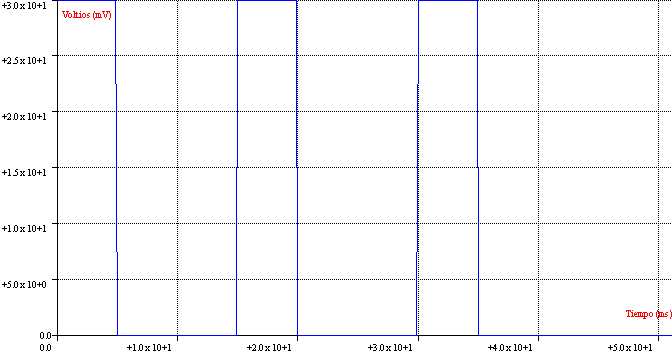 +3.0 x 10+1
Voltios (mV)
+2.5 x 10+1
+2.0 x 10+1
+1.5 x 10+1
+1.0 x 10+1
+5.0 x 10+0
Tiempo (ms)
0.0
0.0 +1.0 x 10+1 +2.0 x 10+1 +3.0 x 10+1 +4.0 x 10+1 +5.0 x 10+1